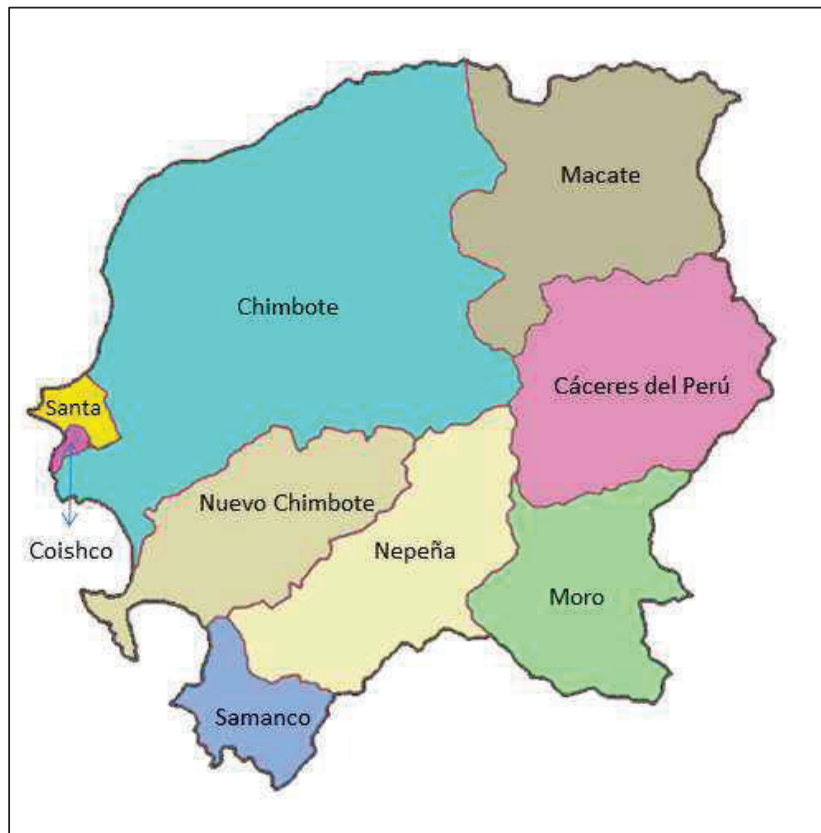 Macate
Chimbote
Cáceres del Perú
Santa
Nuevo Chimbote
Coishco
Nepeña
Moro
Samanco